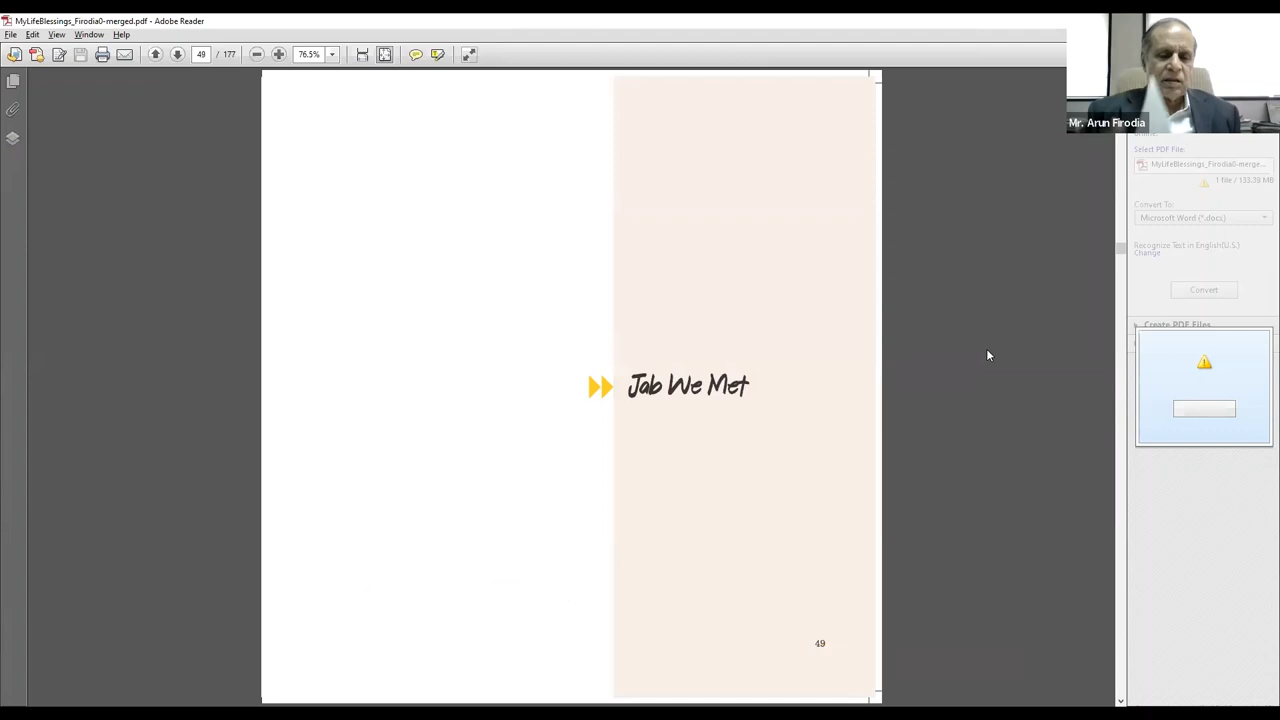 MyLifeBlessings_Firodia0-merged.pdf - Adobe Reader
File Edit View Window Help
49 / 177
76.5%
Mr. Arun Firodia
online.
Select PDF File:
MyLifeBlessings_Firodia0-merge...
1 file / 133.39 MB
Convert To:
Microsoft Word (*.docx)
Recognize Text in English(U.S.)
Change
Convert
Create PDF Files
Jab We Met
49